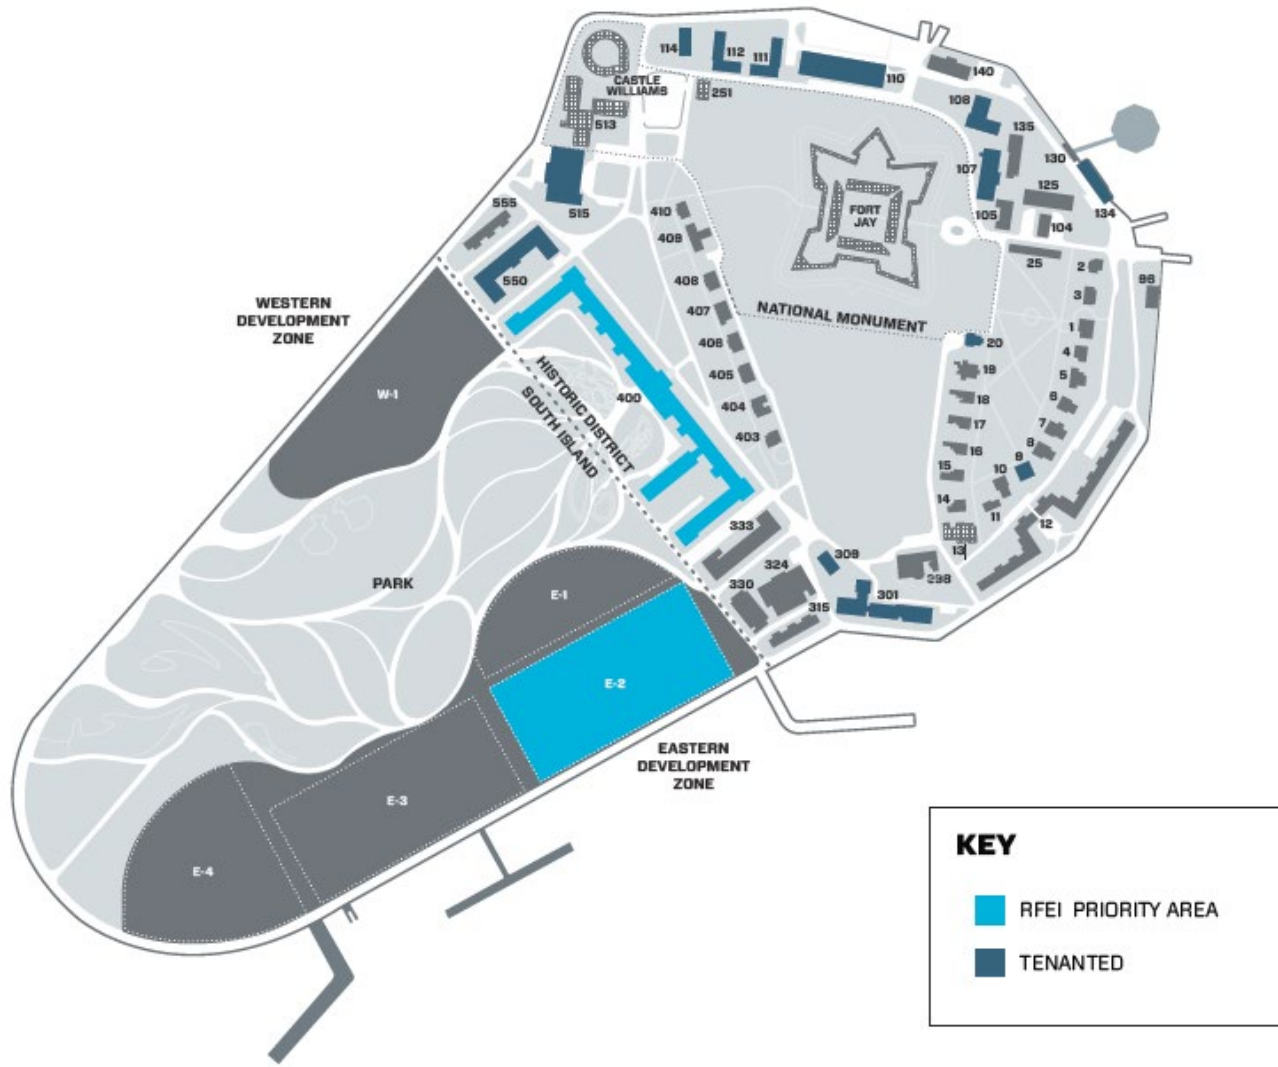 114
112
111
110
140
CASTLE
WILLIAMS
251
513
108
135
130
107
125
134
105
104
FORT
JAY
25
96
555
515
410
409
550
408
407
406
405
404
403
NATIONAL MONUMENT
2
3
1
4
5
6
7
8
9
10
11
12
20
19
18
17
16
15
14
13
WESTERN
DEVELOPMENT
ZONE
W-1
HISTORIC DISTRICT
SOUTH ISLAND
400
333
324
330
315
309
301
298
PARK
E-1
E-2
E-3
E-4
EASTERN
DEVELOPMENT
ZONE
KEY
RFEI PRIORITY AREA
TENANTED